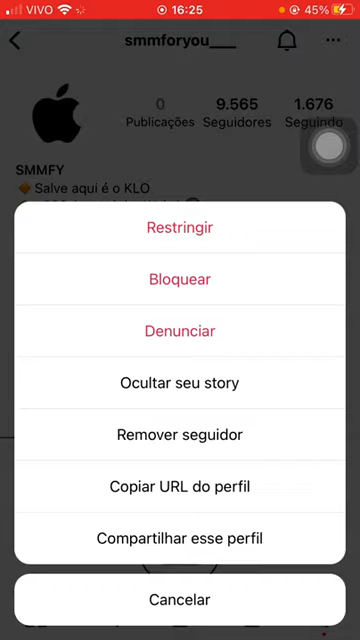 VIVO 16:25 45%
smmforyou___
0 9.565 1.676
Publicações Seguidores Seguindo
SMMFY
Salve aqui é o KLO
Restringir
Bloquear
Denunciar
Ocultar seu story
Remover seguidor
Copiar URL do perfil
Compartilhar esse perfil
Cancelar